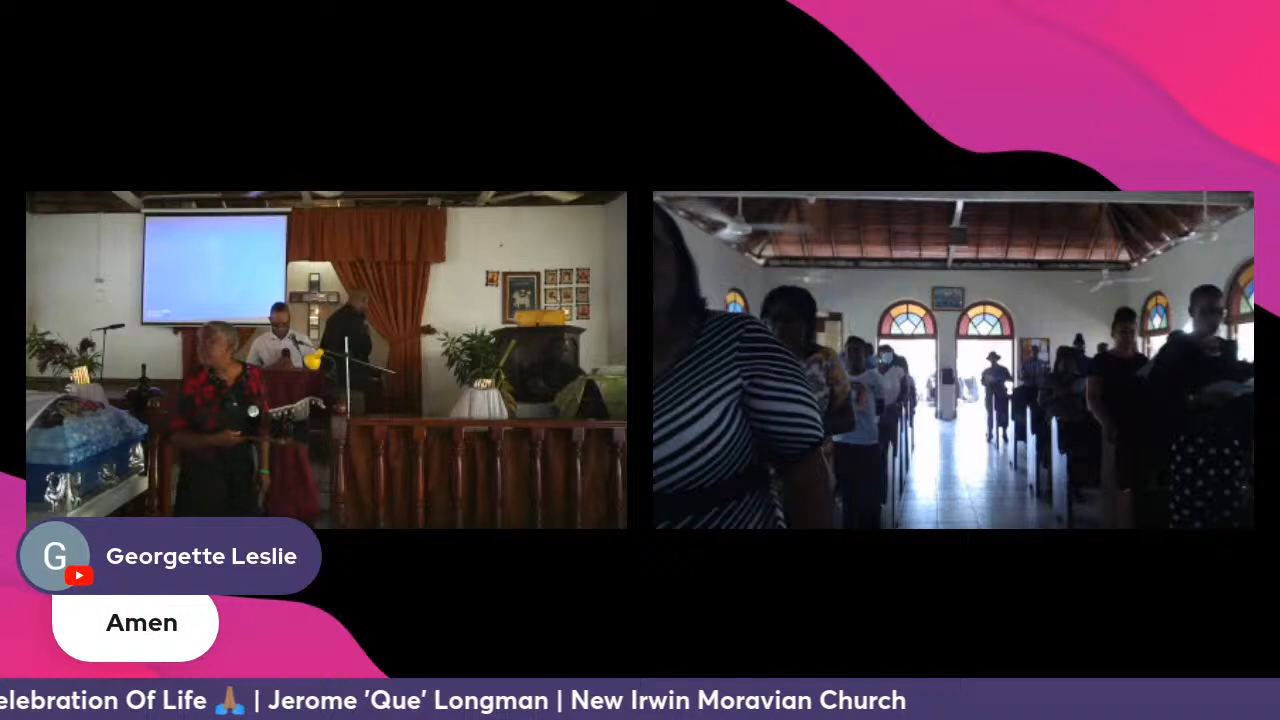 G
Georgette Leslie
Amen
elebration Of Life 🙏🏽 | Jerome 'Que' Longman | New Irwin Moravian Church